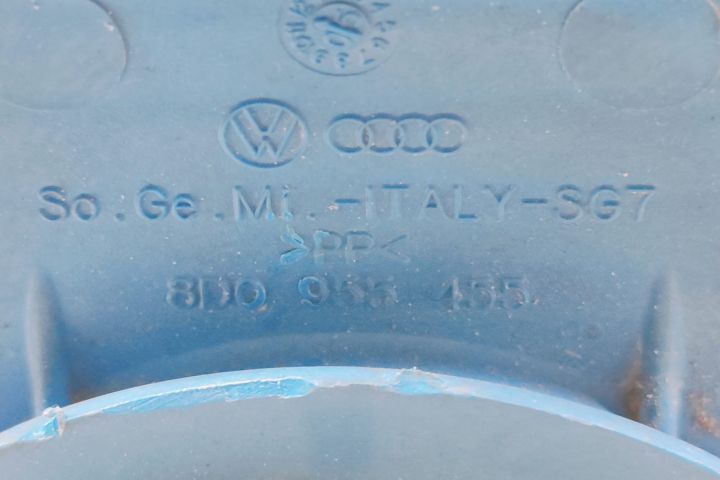 So.Ge.Mi.-ITALY-SG7
>PP<
8D0 955 455